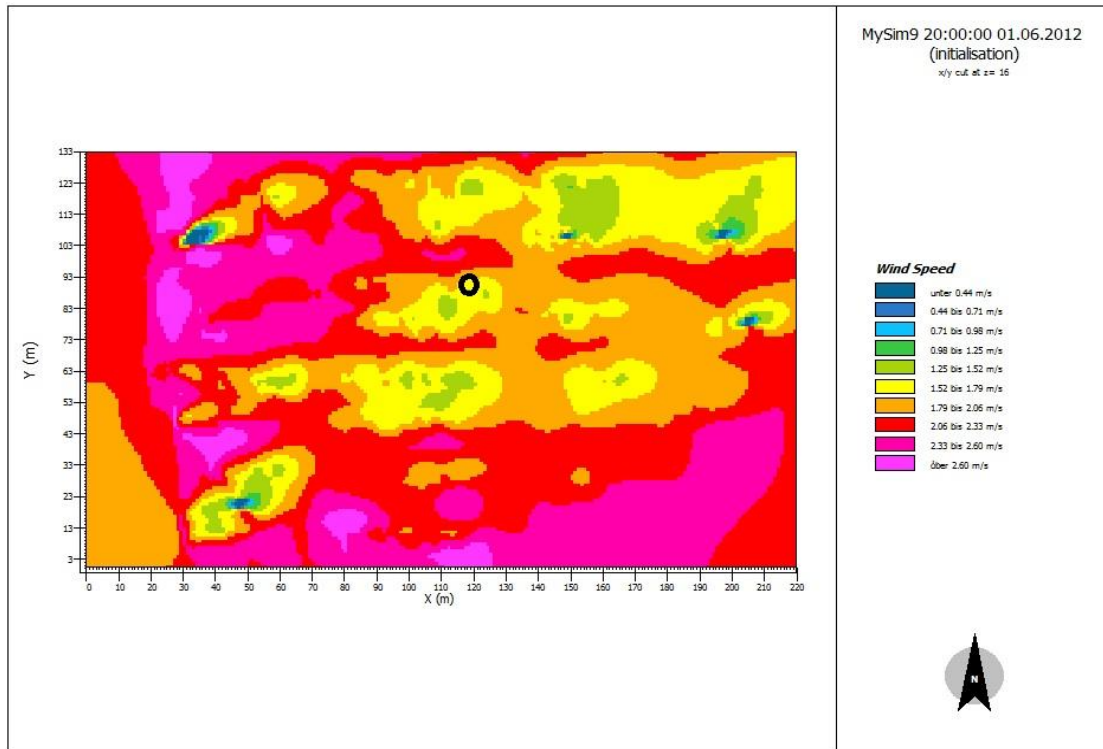 MySim9 20:00:00 01.06.2012
(initialisation)
x/y cut at z= 16
133
123
113
103
93
83
73
63
53
43
33
23
13
3
Y (m)
0 10 20 30 40 50 60 70 80 90 100 110 120 130 140 150 160 170 180 190 200 210 220
X (m)
Wind Speed
unter 0.44 m/s
0.44 bis 0.71 m/s
0.71 bis 0.98 m/s
0.98 bis 1.25 m/s
1.25 bis 1.52 m/s
1.52 bis 1.79 m/s
1.79 bis 2.06 m/s
2.06 bis 2.33 m/s
2.33 bis 2.60 m/s
őber 2.60 m/s
N